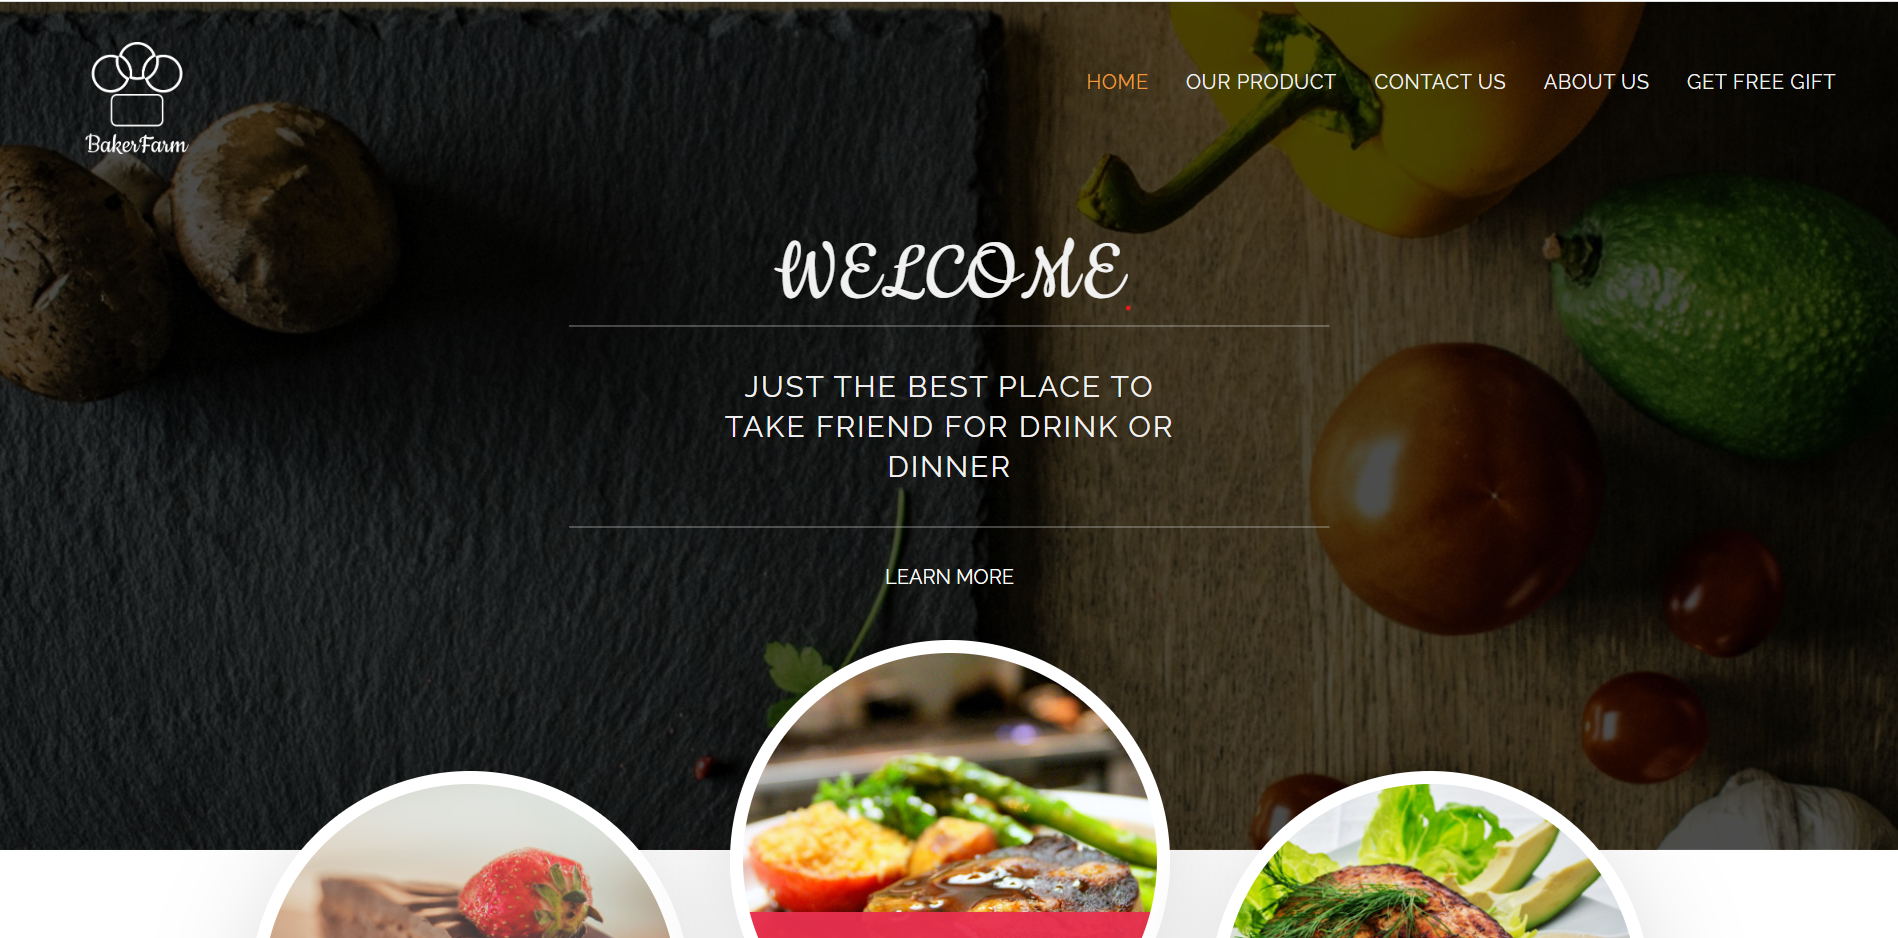 BakerFarm
HOME OUR PRODUCT CONTACT US ABOUT US GET FREE GIFT
WELCOME.
JUST THE BEST PLACE TO
TAKE FRIEND FOR DRINK OR
DINNER
LEARN MORE